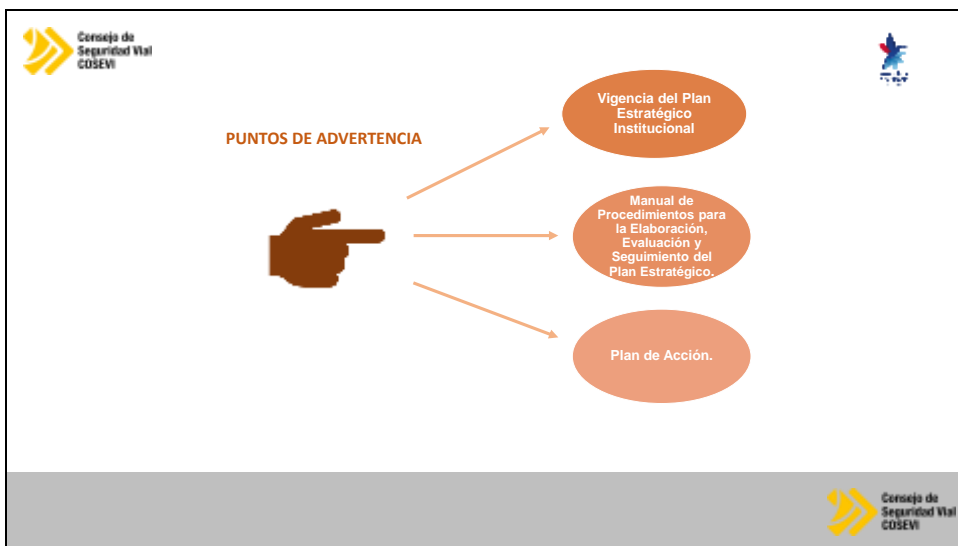 Consejo de
Seguridad Vial
COSEVI
PUNTOS DE ADVERTENCIA
Vigencia del Plan
Estratégico
Institucional
Manual de
Procedimientos para
la Elaboración,
Evaluación y
Seguimiento del
Plan Estratégico.
Plan de Acción.
Consejo de
Seguridad Vial
COSEVI